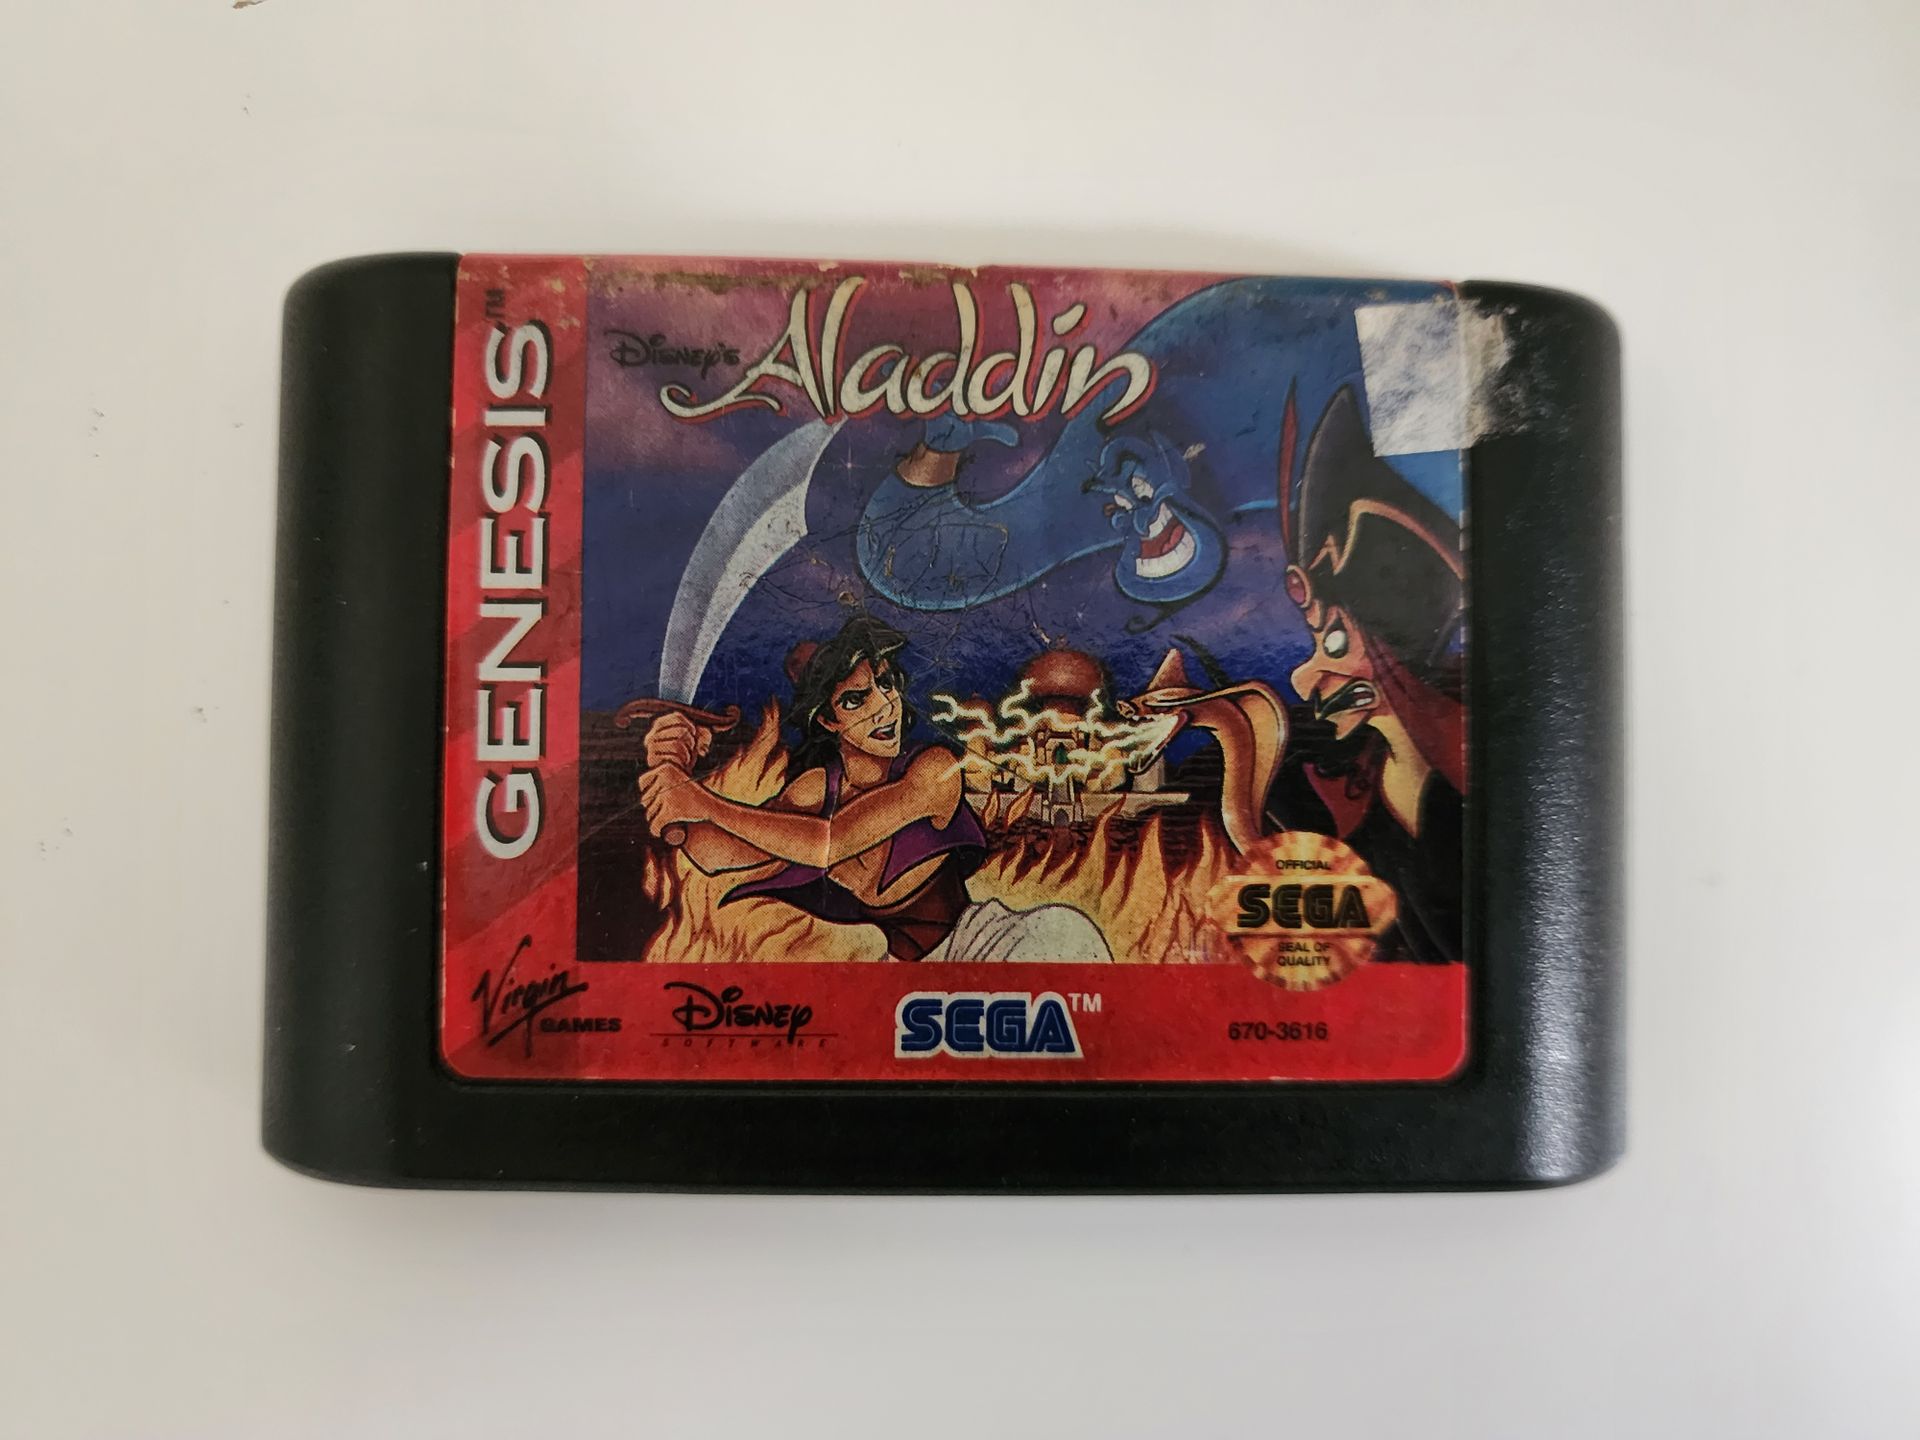 GENESIS™
Disney's Aladdin
OFFICIAL
SEGA
SEAL OF
QUALITY
Virgin
GAMES
Disney
SOFTWARE
SEGA™
670-3616